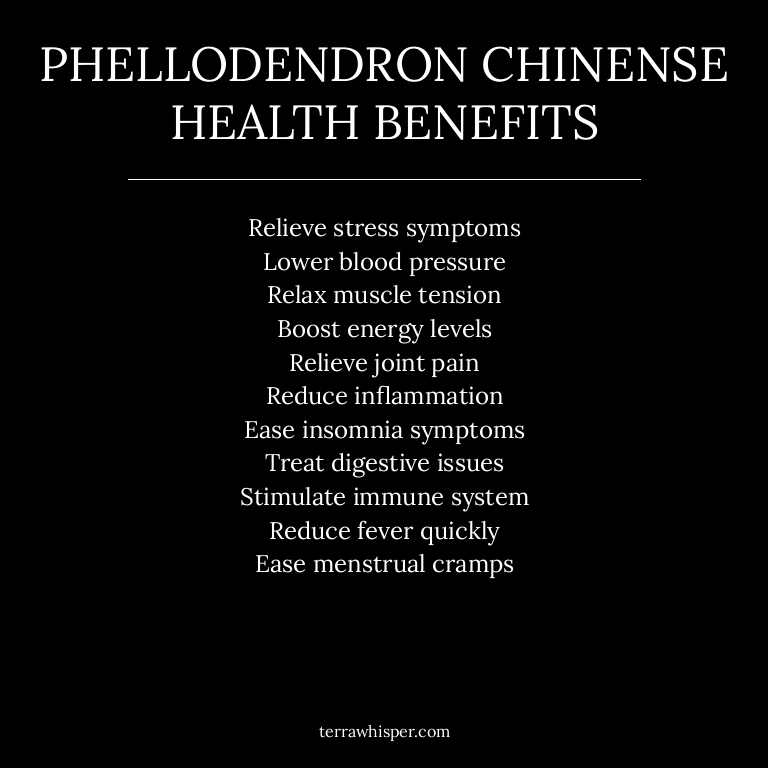 PHELLODENDRON CHINENSE
HEALTH BENEFITS
Relieve stress symptoms
Lower blood pressure
Relax muscle tension
Boost energy levels
Relieve joint pain
Reduce inflammation
Ease insomnia symptoms
Treat digestive issues
Stimulate immune system
Reduce fever quickly
Ease menstrual cramps
terrawhisper.com